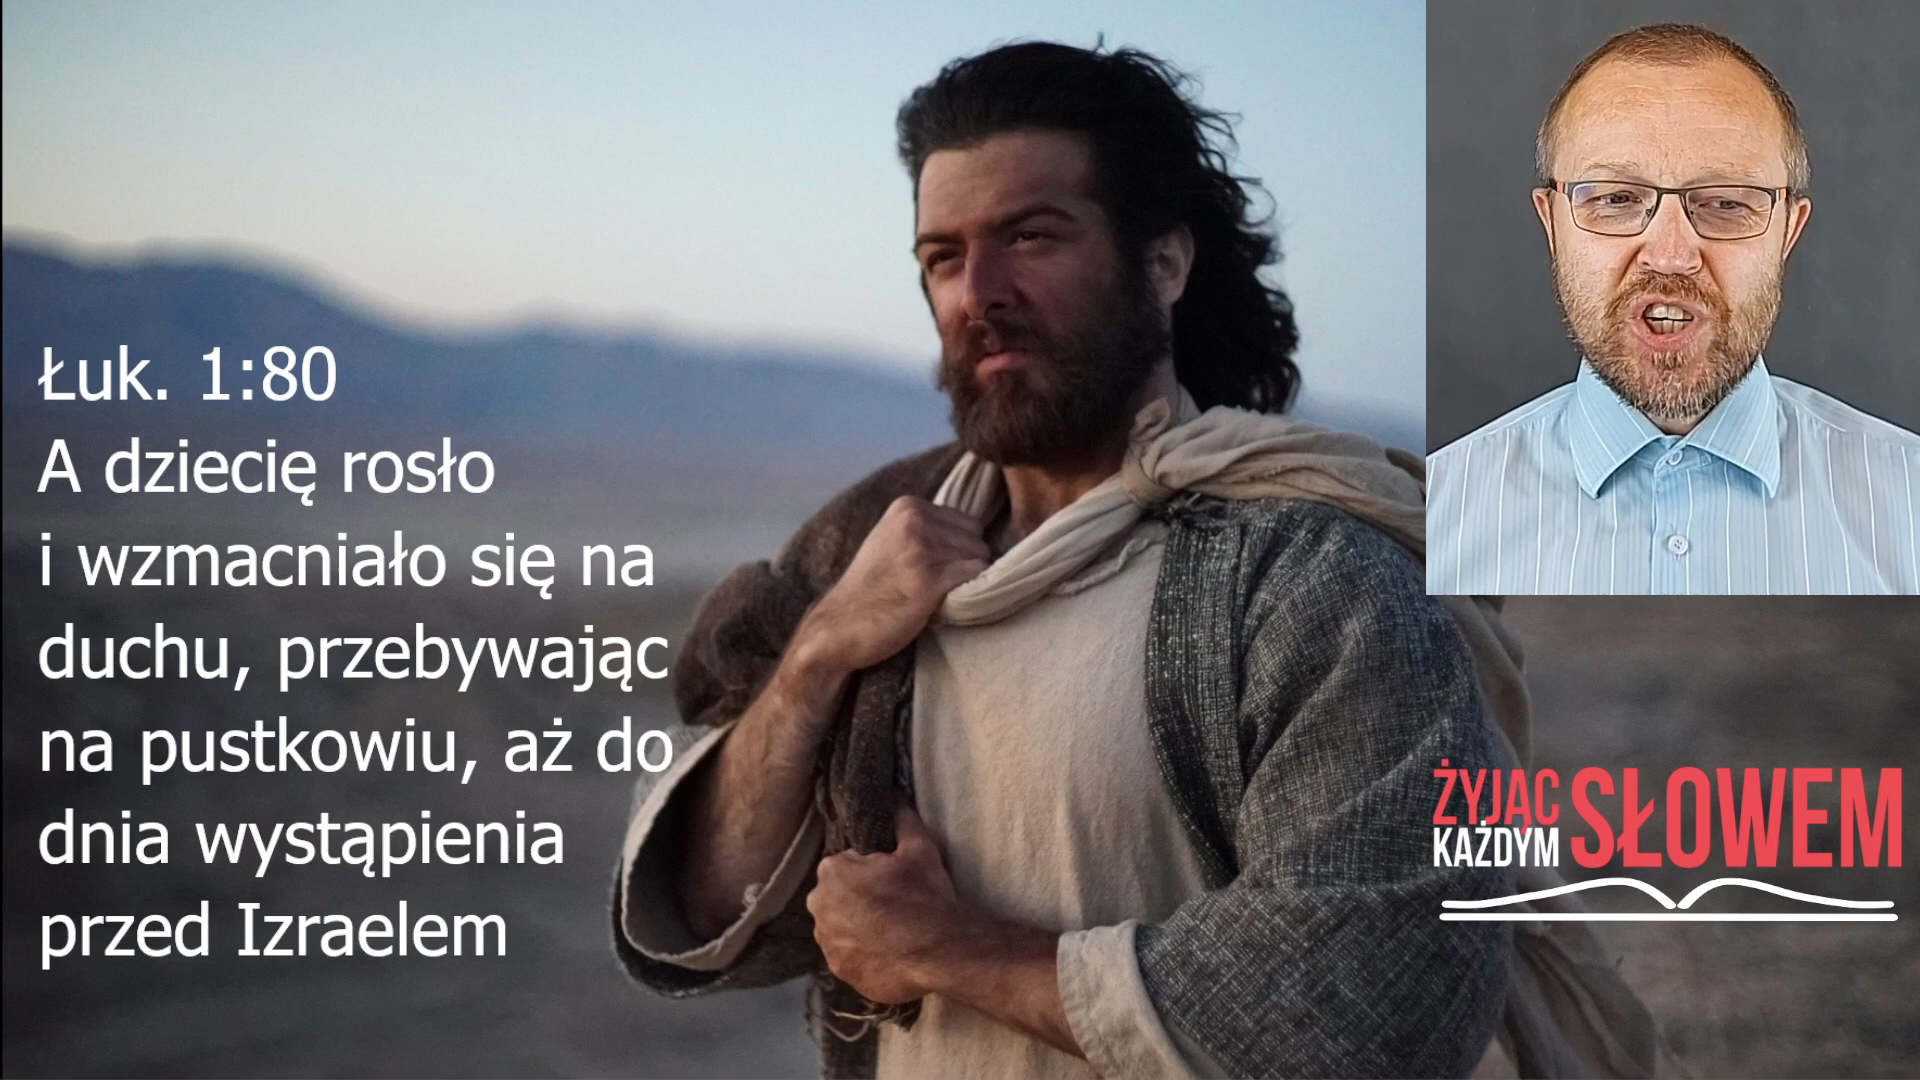 Łuk. 1:80
A dziecię rosło
i wzmacniało się na
duchu, przebywając
na pustkowiu, aż do
dnia wystąpienia
przed Izraelem
ŻYJĄC
KAŻDYM
SŁOWEM